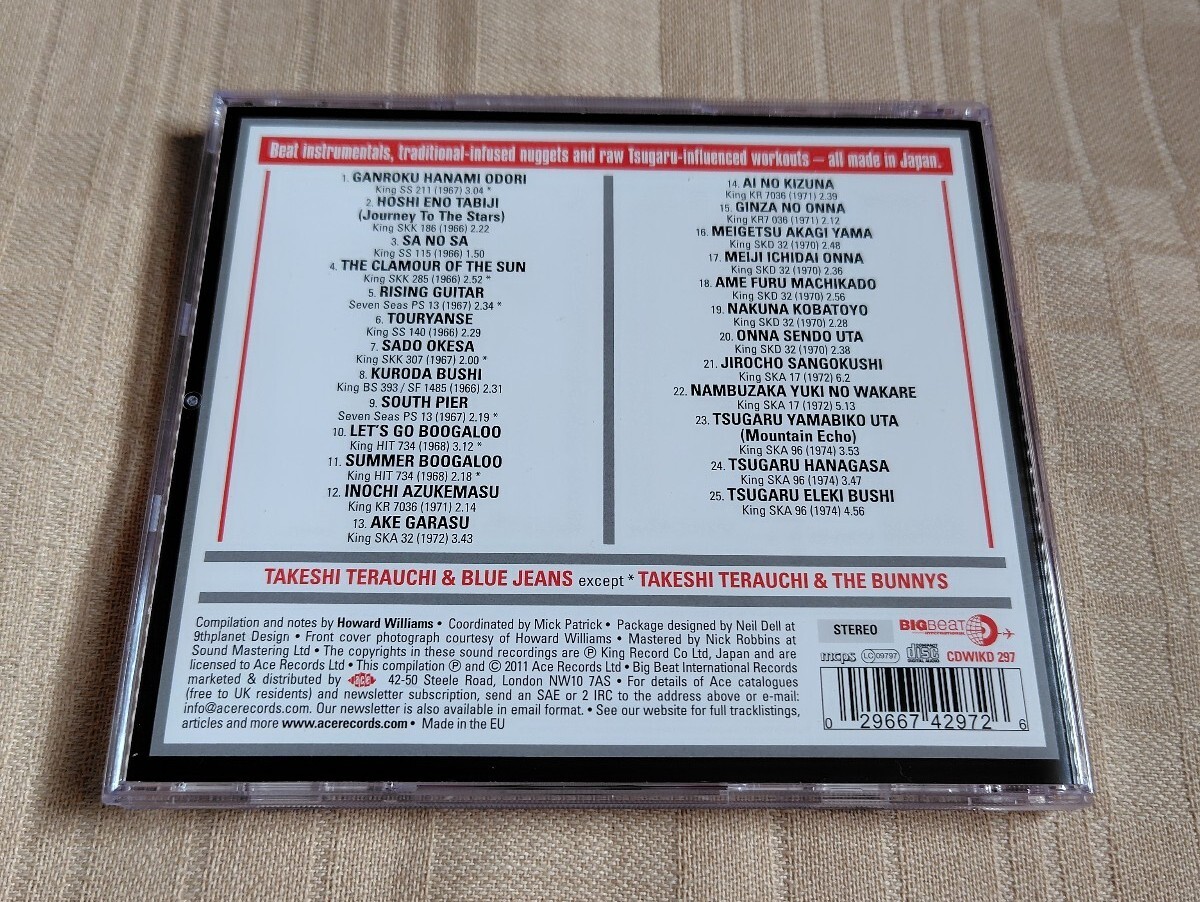 Beat instrumentals, traditional-infused nuggets and raw Tsugaru-influenced workouts – all made in Japan.
1. GANROKU HANAMI ODORI
King SS 211 (1967) 3.04 *
2. HOSHI ENO TABIJI
(Journey To The Stars)
King SKK 186 (1966) 2.22
3. SA NO SA
King SS 115 (1966) 1.50
4. THE CLAMOUR OF THE SUN
King SKK 285 (1966) 2.52 *
5. RISING GUITAR
Seven Seas PS 13 (1967) 2.34 *
6. TOURYANSE
King SS 140 (1966) 2.29
7. SADO OKESA
King SKK 307 (1967) 2.00 *
8. KURODA BUSHI
King BS 393 / SF 1485 (1966) 2.31
9. SOUTH PIER
Seven Seas PS 13 (1967) 2.19 *
10. LET'S GO BOOGALOO
King HIT 734 (1968) 3.12 *
11. SUMMER BOOGALOO
King HIT 734 (1968) 2.18 *
12. INOCHI AZUKEMASU
King KR 7036 (1971) 2.14
13. AKE GARASU
King SKA 32 (1972) 3.43
14. AI NO KIZUNA
King KR 7036 (1971) 2.39
15. GINZA NO ONNA
King KR7 036 (1971) 2.12
16. MEIGETSU AKAGI YAMA
King SKD 32 (1970) 2.48
17. MEIJI ICHIDAI ONNA
King SKD 32 (1970) 2.36
18. AME FURU MACHIKADO
King SKD 32 (1970) 2.56
19. NAKUNA KOBATOYO
King SKD 32 (1970) 2.28
20. ONNA SENDO UTA
King SKD 32 (1970) 2.38
21. JIROCHO SANGOKUSHI
King SKA 17 (1972) 6.2
22. NAMBUZAKA YUKI NO WAKARE
King SKA 17 (1972) 5.13
23. TSUGARU YAMABIKO UTA
(Mountain Echo)
King SKA 96 (1974) 3.53
24. TSUGARU HANAGASA
King SKA 96 (1974) 3.47
25. TSUGARU ELEKI BUSHI
King SKA 96 (1974) 4.56
TAKESHI TERAUCHI & BLUE JEANS except * TAKESHI TERAUCHI & THE BUNNYS
Compilation and notes by Howard Williams • Coordinated by Mick Patrick • Package designed by Neil Dell at
9thplanet Design • Front cover photograph courtesy of Howard Williams • Mastered by Nick Robbins at
Sound Mastering Ltd • The copyrights in these sound recordings are ℗ King Record Co Ltd, Japan and are
licensed to Ace Records Ltd • This compilation ℗ and © 2011 Ace Records Ltd • Big Beat International Records
marketed & distributed by ACE 42-50 Steele Road, London NW10 7AS • For details of Ace catalogues
(free to UK residents) and newsletter subscription, send an SAE or 2 IRC to the address above or e-mail:
info@acerecords.com. Our newsletter is also available in email format. • See our website for full tracklistings,
articles and more www.acerecords.com • Made in the EU
STEREO
BIGBEAT
INTERNATIONAL
mcps LC 09797 COMPACT disc DIGITAL AUDIO CDWIKD 297
0 29667 42972 6